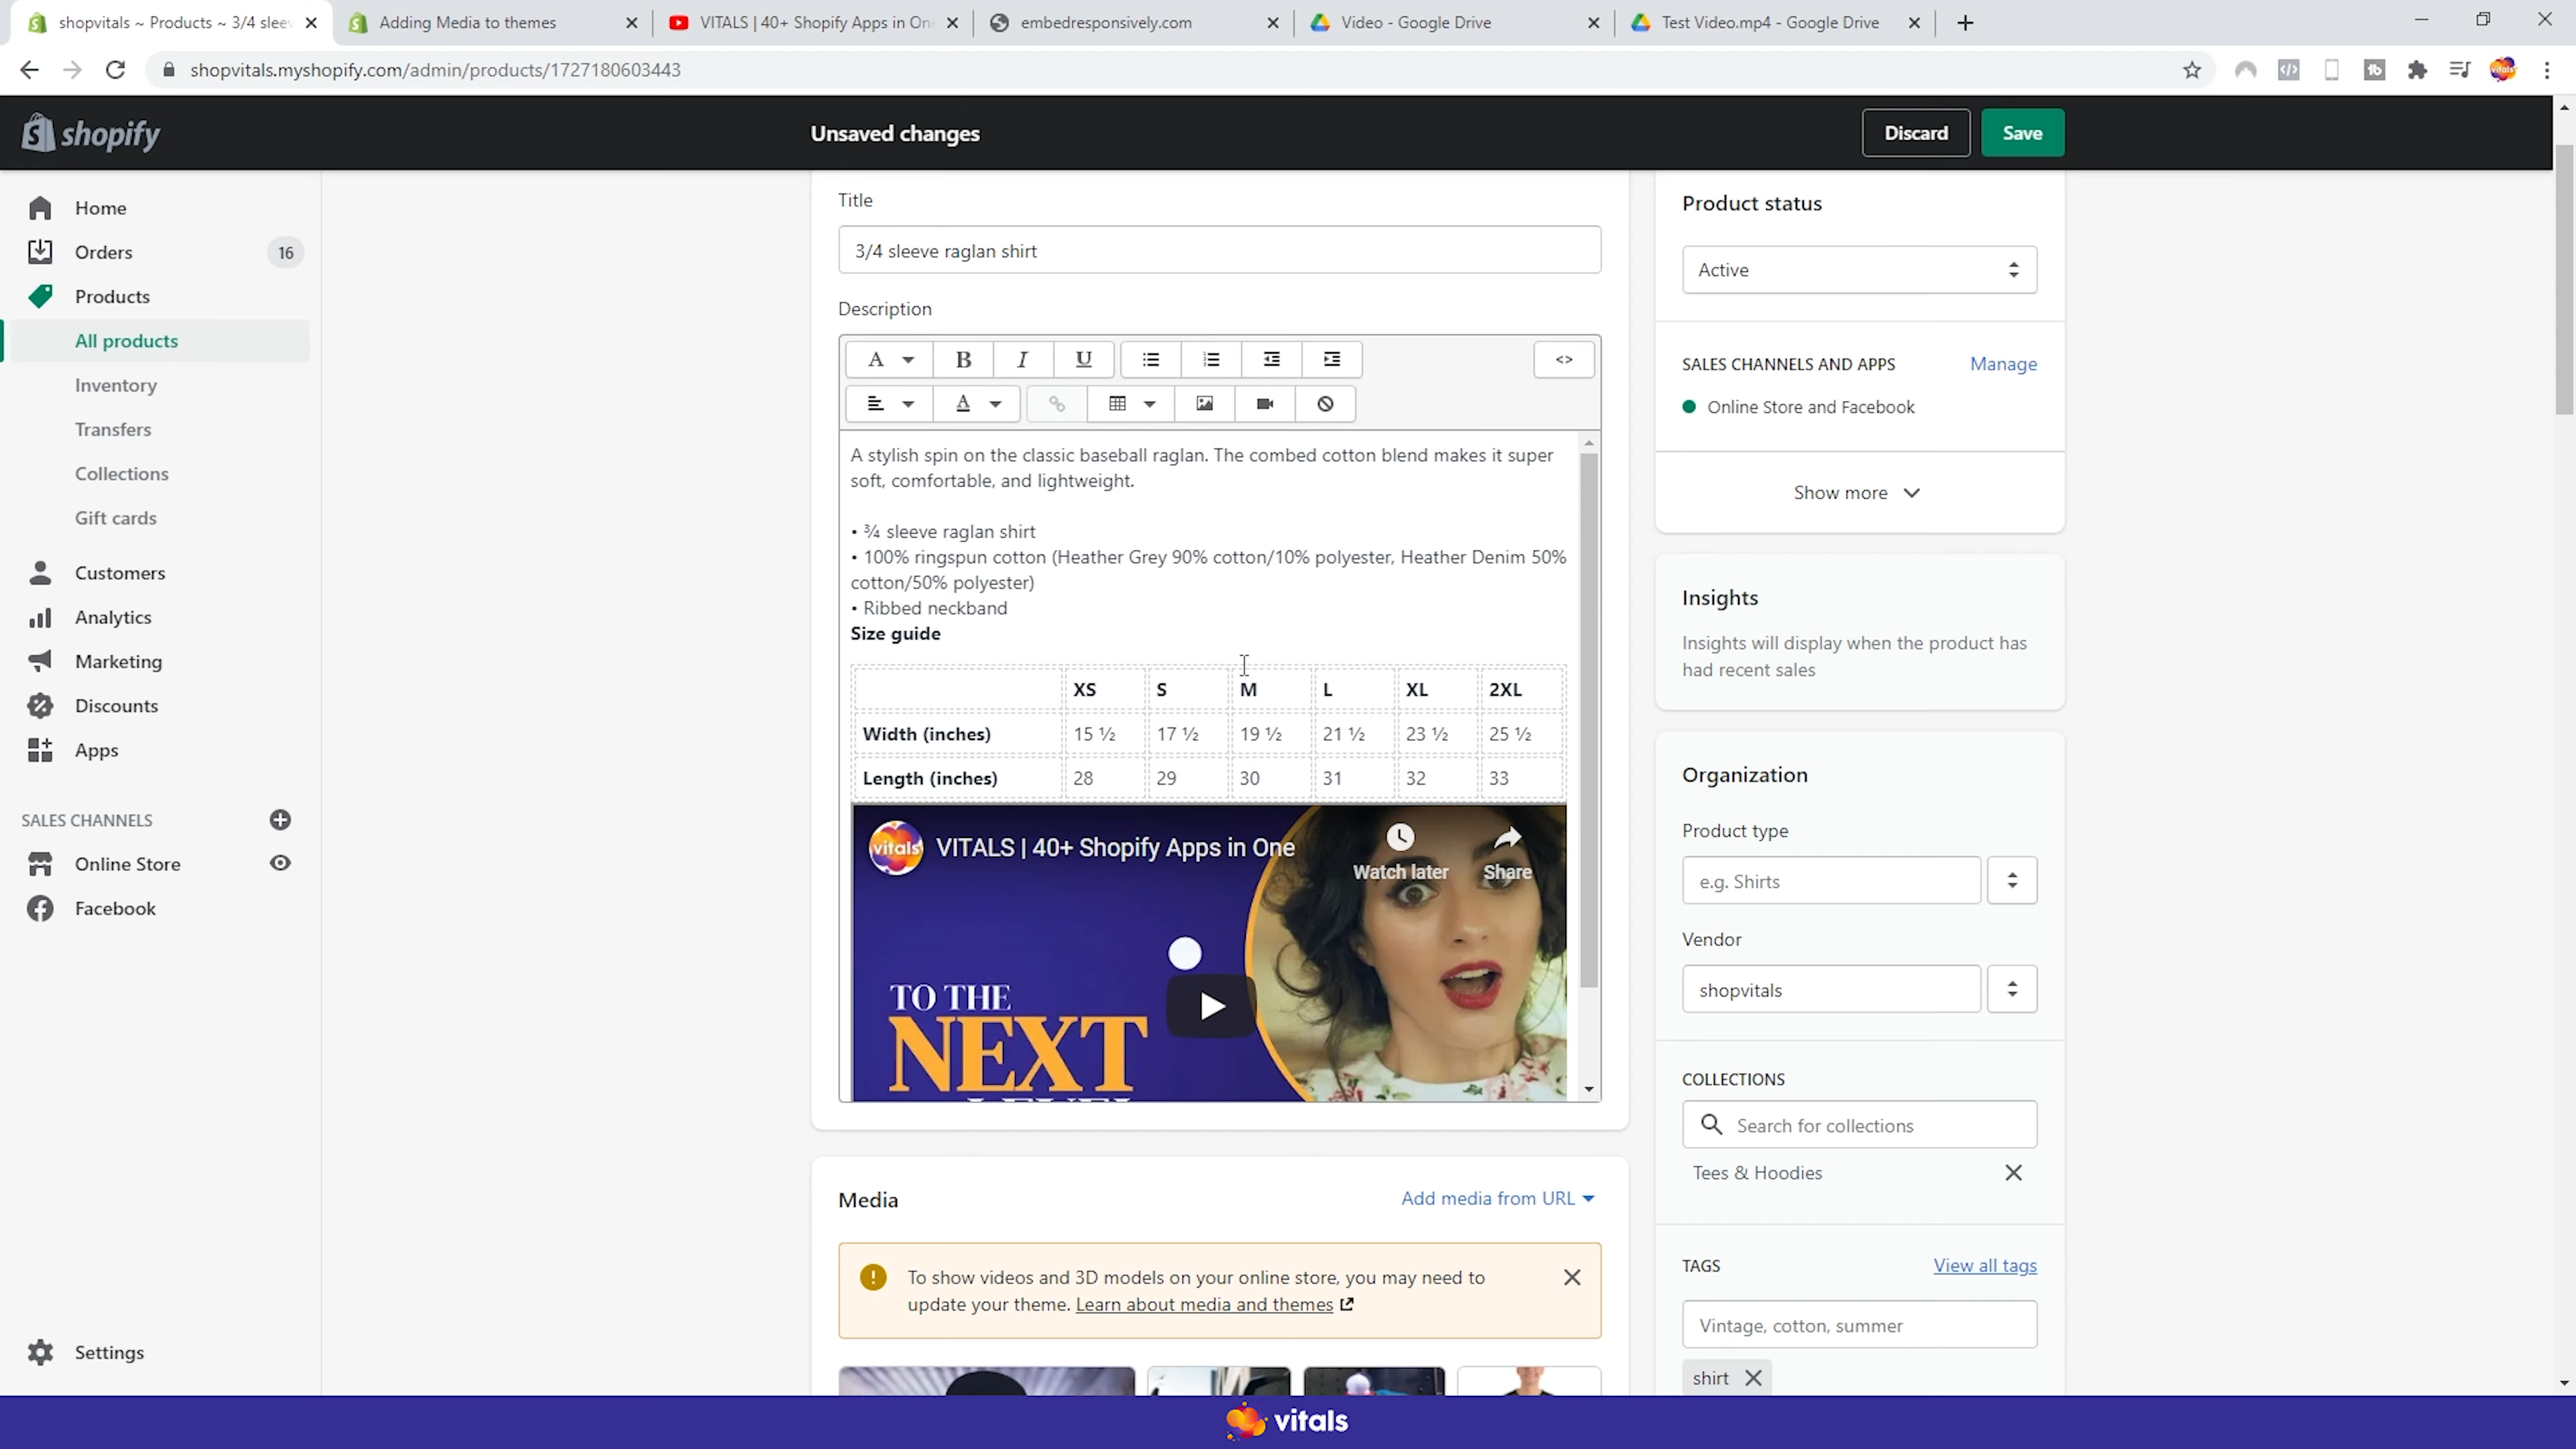 shopvitals ~ Products ~ 3/4 slee
Adding Media to themes
VITALS | 40+ Shopify Apps in On
embedresponsively.com
Video - Google Drive
Test Video.mp4 - Google Drive
shopvitals.myshopify.com/admin/products/1727180603443
shopify
Unsaved changes
Discard
Save
Home
Orders
16
Products
All products
Inventory
Transfers
Collections
Gift cards
Customers
Analytics
Marketing
Discounts
Apps
SALES CHANNELS
Online Store
Facebook
Settings
Title
3/4 sleeve raglan shirt
Description
A stylish spin on the classic baseball raglan. The combed cotton blend makes it super
soft, comfortable, and lightweight.
• ¾ sleeve raglan shirt
• 100% ringspun cotton (Heather Grey 90% cotton/10% polyester, Heather Denim 50%
cotton/50% polyester)
• Ribbed neckband
Size guide
XS S M L XL 2XL
Width (inches) 15 ½ 17 ½ 19 ½ 21 ½ 23 ½ 25 ½
Length (inches) 28 29 30 31 32 33
vitals
VITALS | 40+ Shopify Apps in One
Watch later
Share
TO THE
NEXT
LEVEL
Media
Add media from URL
To show videos and 3D models on your online store, you may need to
update your theme. Learn about media and themes
Product status
Active
SALES CHANNELS AND APPS
Manage
Online Store and Facebook
Show more
Insights
Insights will display when the product has
had recent sales
Organization
Product type
e.g. Shirts
Vendor
shopvitals
COLLECTIONS
Search for collections
Tees & Hoodies
TAGS
View all tags
Vintage, cotton, summer
shirt
vitals